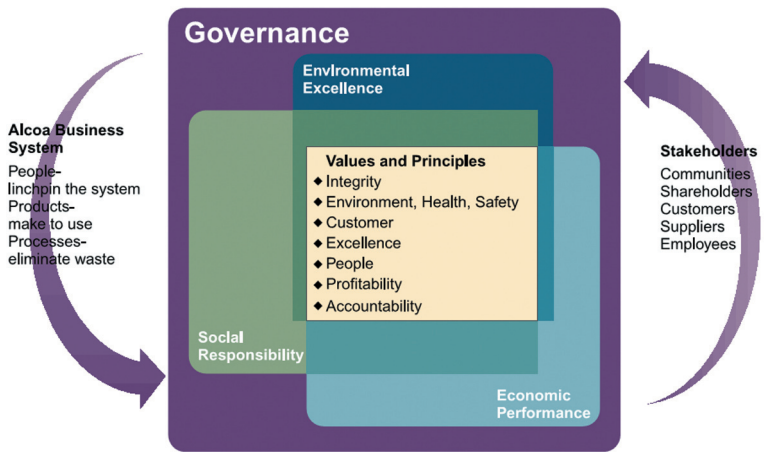 Governance
Environmental
Excellence
Alcoa Business
System
People-
linchpin the system
Products-
make to use
Processes-
eliminate waste
Values and Principles
◆ Integrity
◆ Environment, Health, Safety
◆ Customer
◆ Excellence
◆ People
◆ Profitability
◆ Accountability
Stakeholders
Communities
Shareholders
Customers
Suppliers
Employees
Social
Responsibility
Economic
Performance